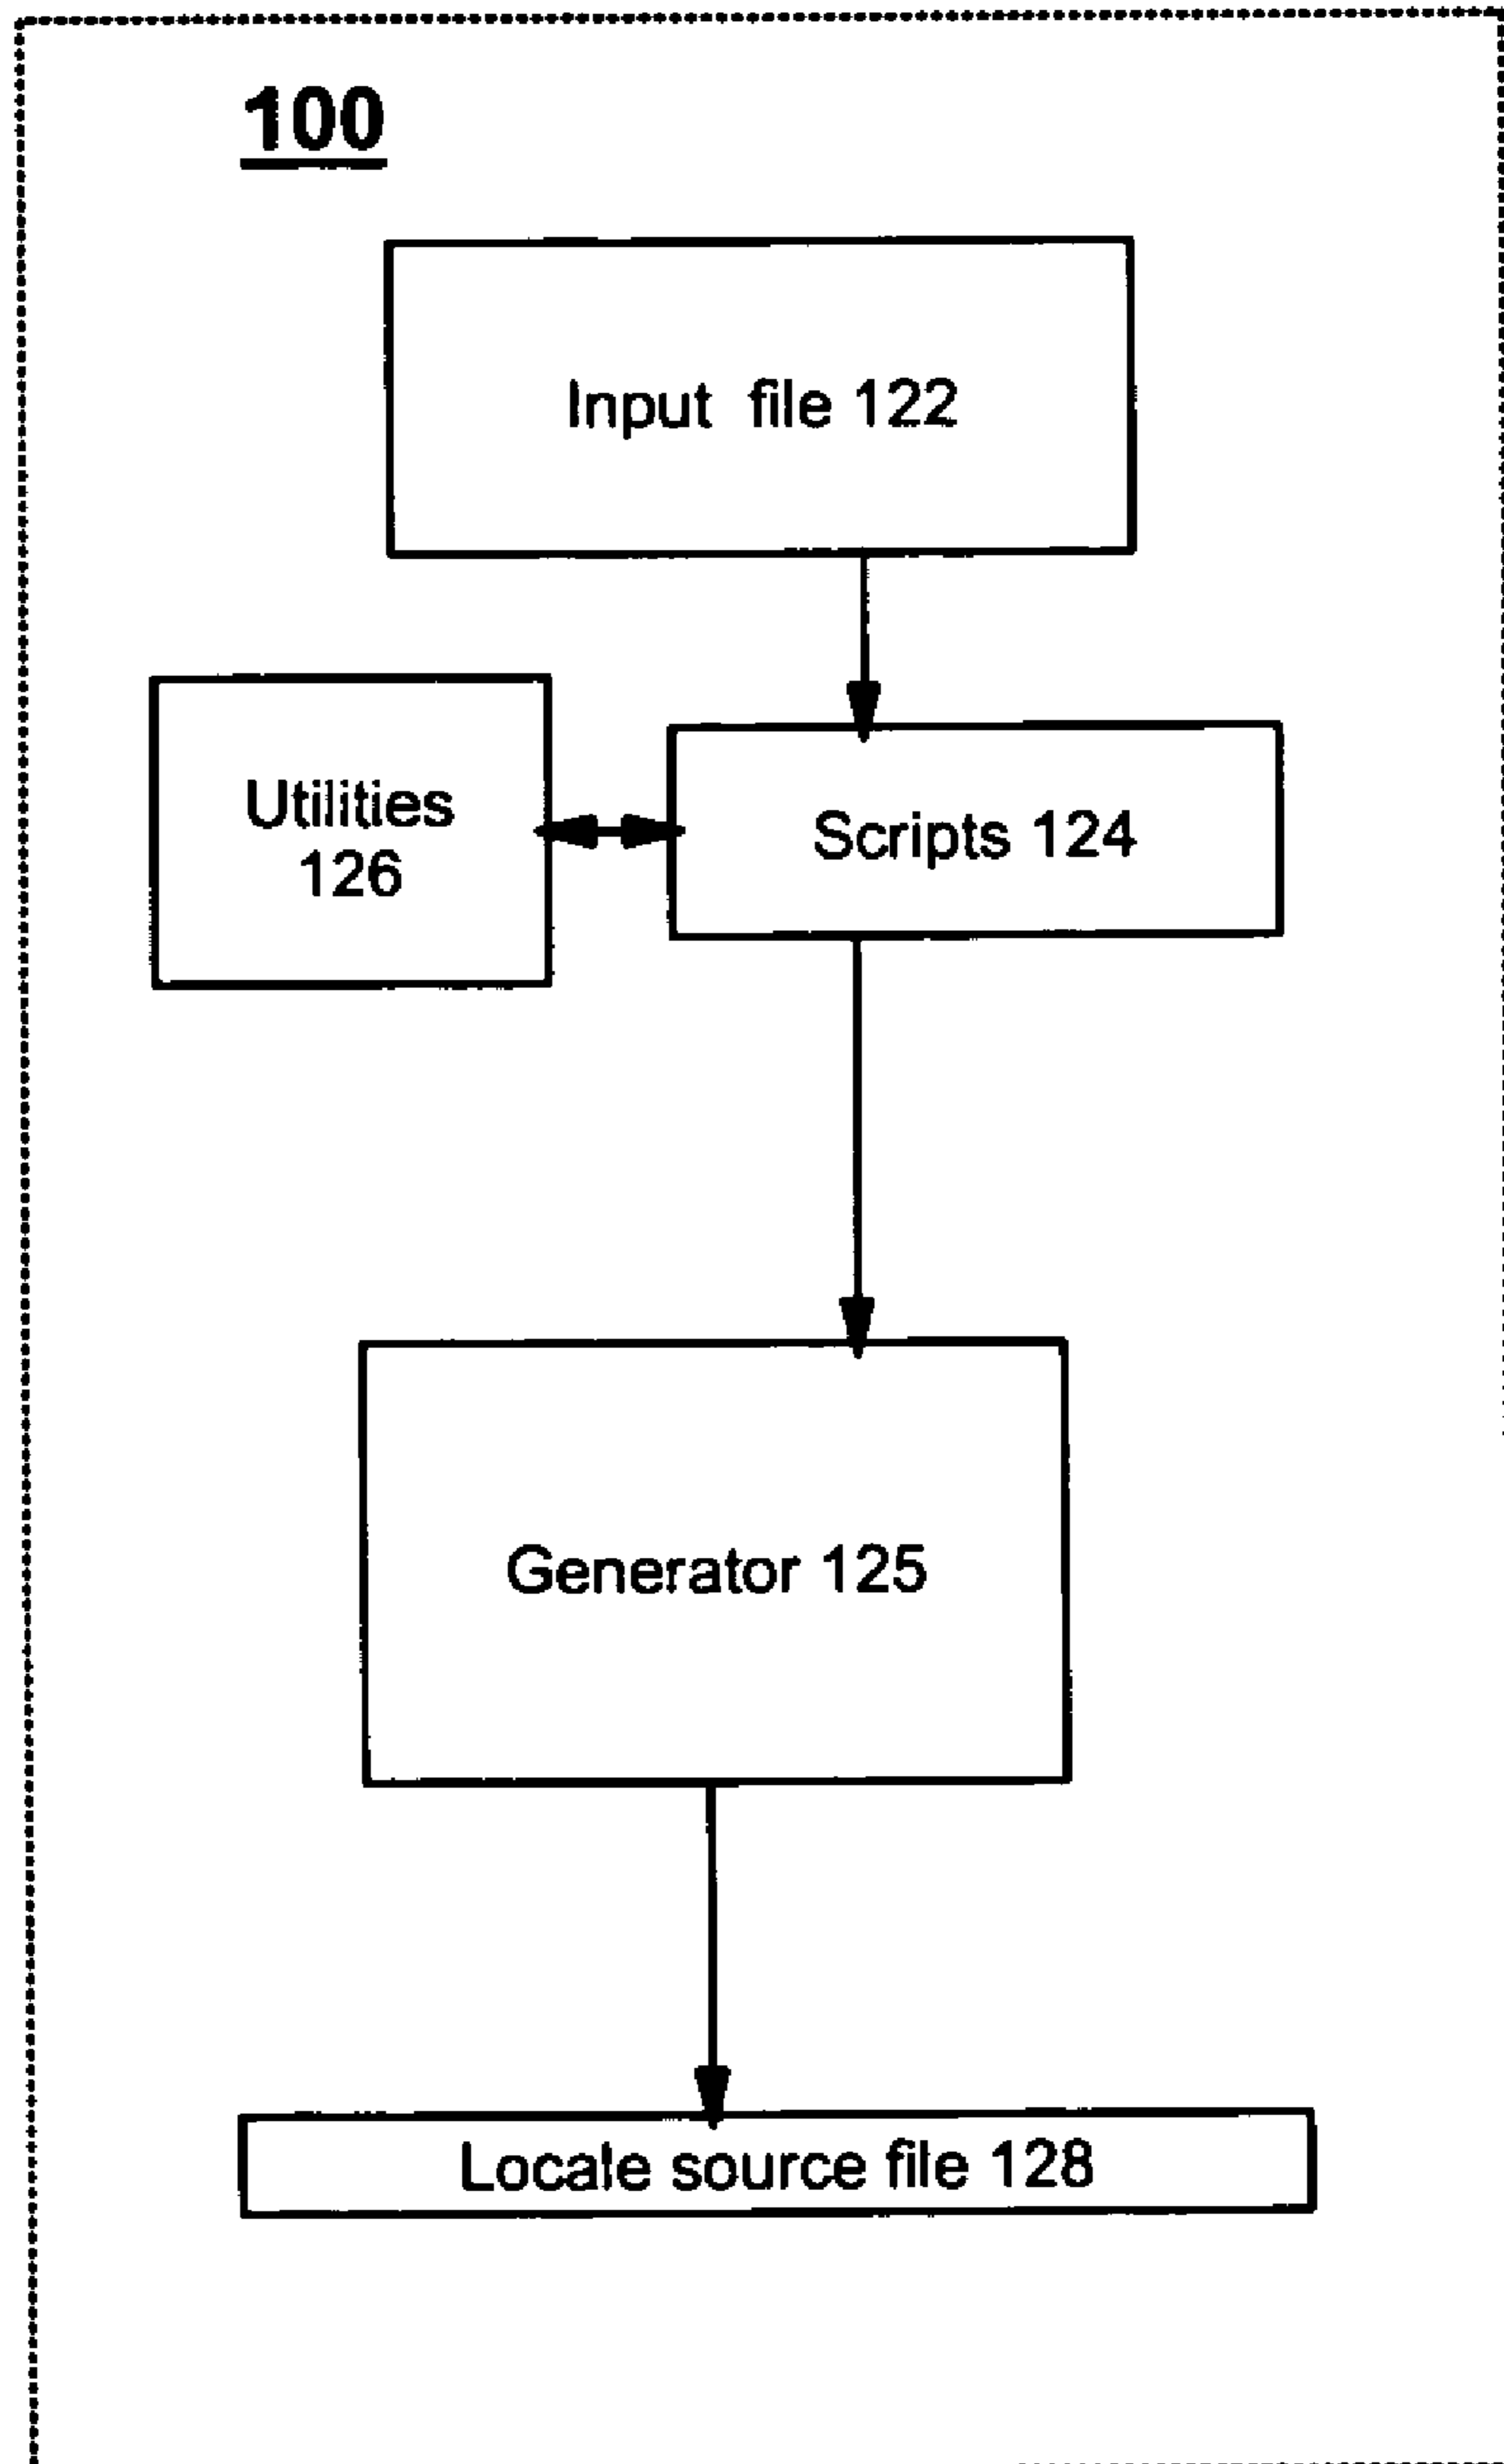 100
Input file 122
Utilities
126
Scripts 124
Generator 125
Locale source file 128